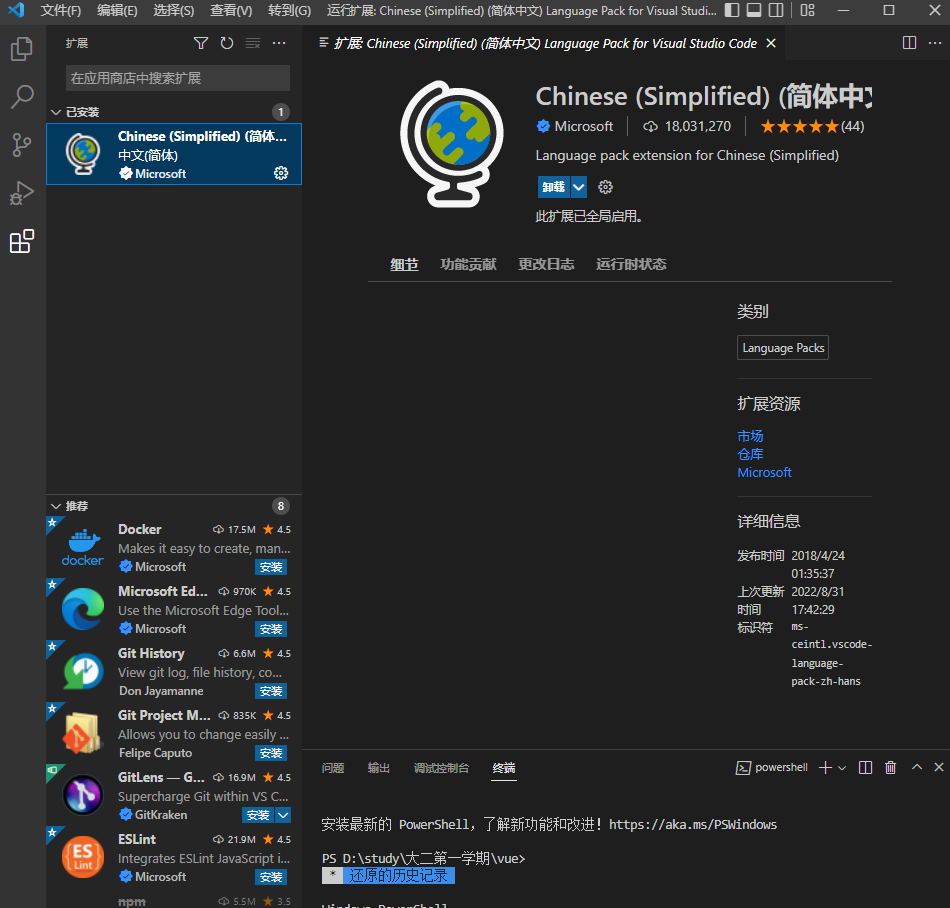 文件(F) 编辑(E) 选择(S) 查看(V) 转到(G) 运行扩展: Chinese (Simplified) (简体中文) Language Pack for Visual Studi...
扩展
在应用商店中搜索扩展
已安装 1
Chinese (Simplified) (简体...
中文(简体)
Microsoft
推荐 8
Docker 17.5M 4.5
Makes it easy to create, man...
docker
Microsoft 安装
Microsoft Ed... 970K 4.5
Use the Microsoft Edge Tool...
Microsoft 安装
Git History 6.6M 4.5
View git log, file history, co...
Don Jayamanne 安装
Git Project M... 835K 4.5
Allows you to change easily ...
Felipe Caputo 安装
GitLens — G... 16.9M 4.5
Supercharge Git within VS C...
GitKraken 安装
ESLint 21.9M 4.5
ES
Lint
Integrates ESLint JavaScript i...
Microsoft 安装
npm 5.5M 3.5
扩展: Chinese (Simplified) (简体中文) Language Pack for Visual Studio Code
Chinese (Simplified) (简体中文
Microsoft 18,031,270 (44)
Language pack extension for Chinese (Simplified)
卸载
此扩展已全局启用。
细节 功能贡献 更改日志 运行时状态
类别
Language Packs
扩展资源
市场
仓库
Microsoft
详细信息
发布时间 2018/4/24
01:35:37
上次更新 2022/8/31
时间 17:42:29
标识符 ms-
ceintl.vscode-
language-
pack-zh-hans
问题 输出 调试控制台 终端 powershell
安装最新的 PowerShell，了解新功能和改进！https://aka.ms/PSWindows
PS D:\study\大二第一学期\vue>
* 还原的历史记录
Windows PowerShell